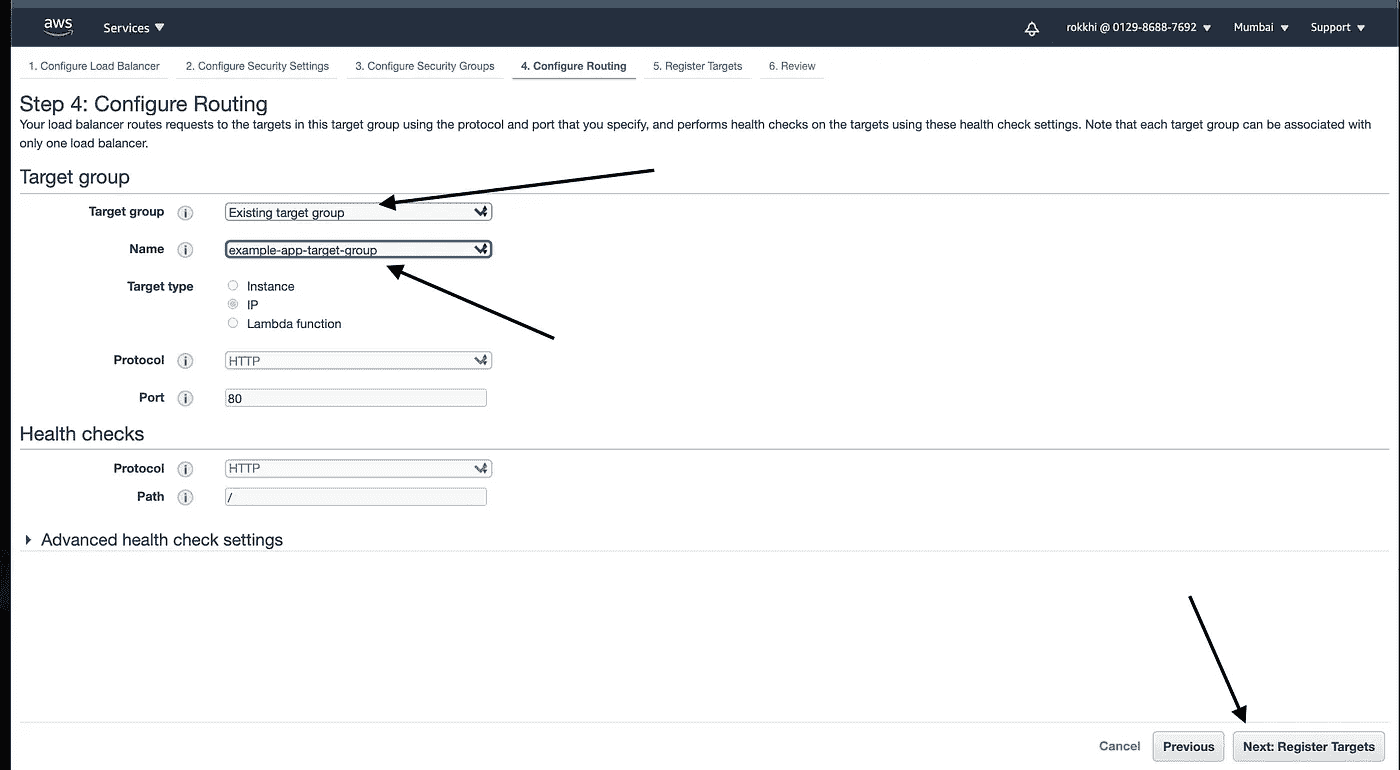 aws Services rokkhi @ 0129-8688-7692 Mumbai Support
1. Configure Load Balancer 2. Configure Security Settings 3. Configure Security Groups 4. Configure Routing 5. Register Targets 6. Review
Step 4: Configure Routing
Your load balancer routes requests to the targets in this target group using the protocol and port that you specify, and performs health checks on the targets using these health check settings. Note that each target group can be associated with
only one load balancer.
Target group
Target group i Existing target group
Name i example-app-target-group
Target type Instance
IP
Lambda function
Protocol i HTTP
Port i 80
Health checks
Protocol i HTTP
Path i /
Advanced health check settings
Cancel Previous Next: Register Targets